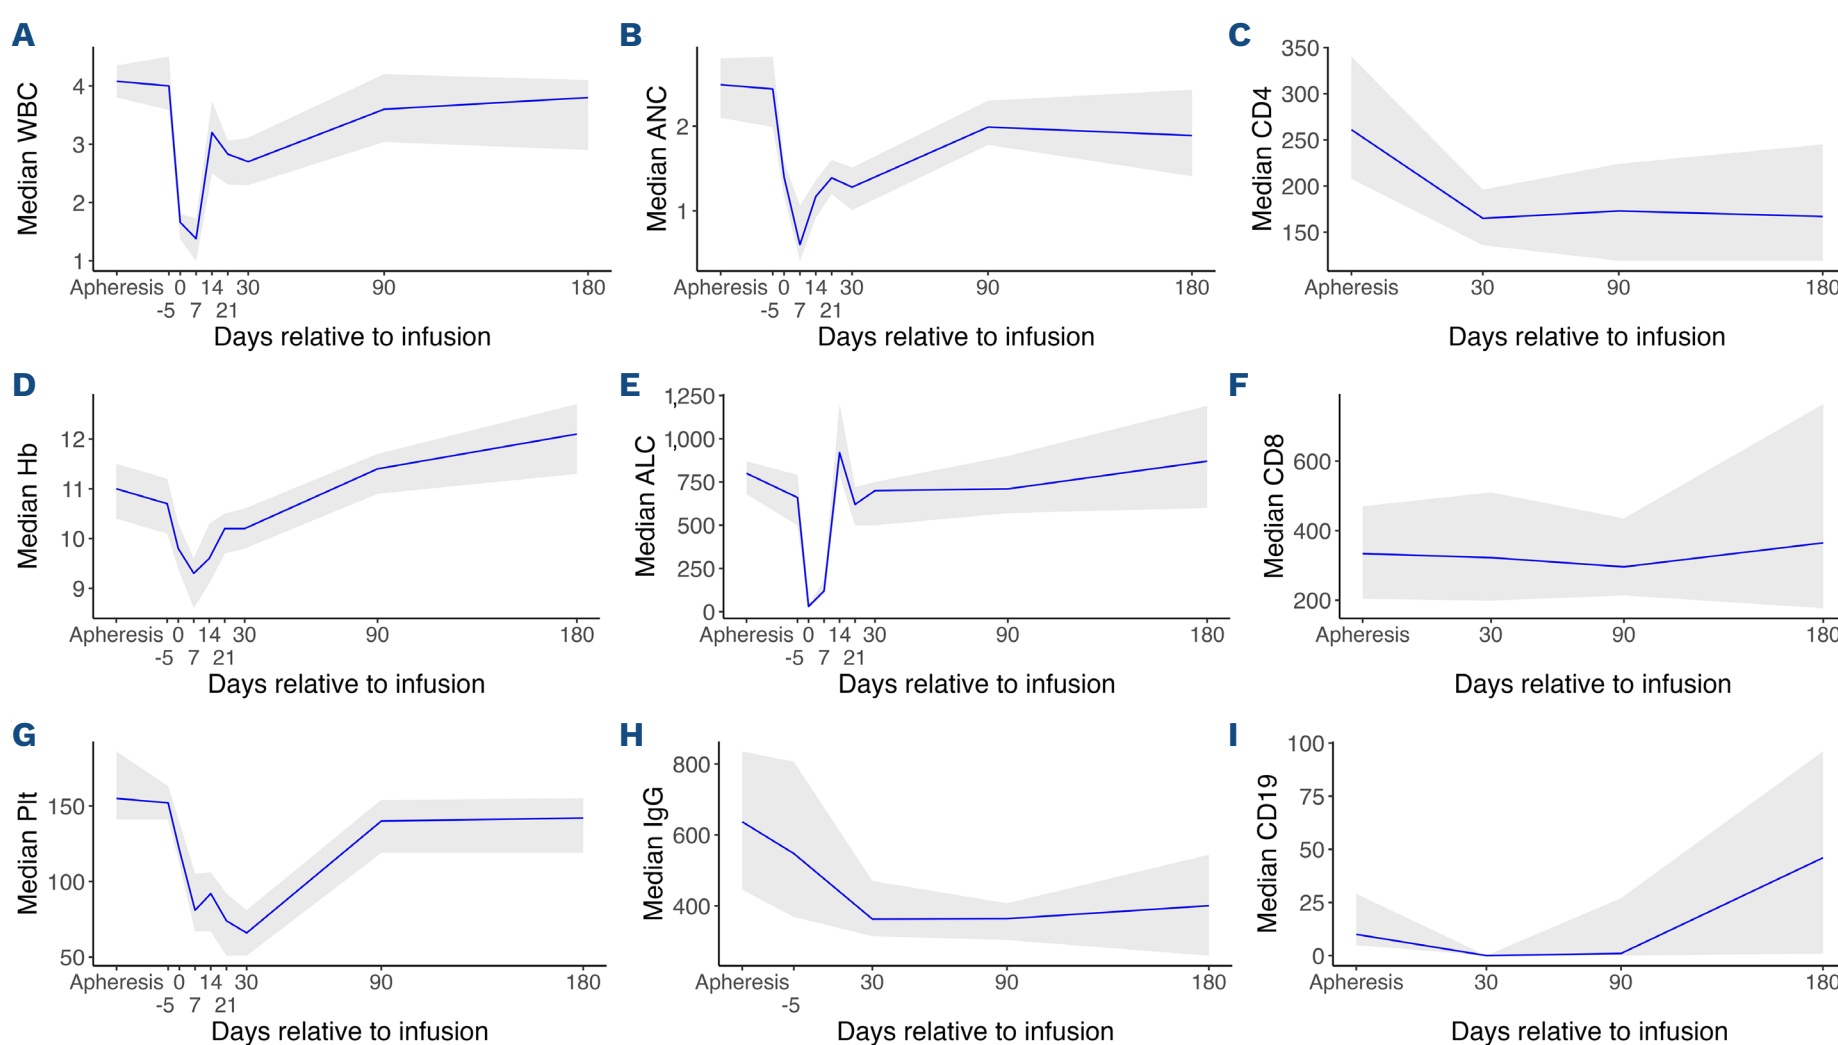 A
Median WBC
4
3
2
1
Apheresis 0 14 30 90 180
-5 7 21
Days relative to infusion
B
Median ANC
2
1
Apheresis 0 14 30 90 180
-5 7 21
Days relative to infusion
C
Median CD4
350
300
250
200
150
Apheresis 30 90 180
Days relative to infusion
D
Median Hb
12
11
10
9
Apheresis 0 14 30 90 180
-5 7 21
Days relative to infusion
E
Median ALC
1,250
1,000
750
500
250
0
Apheresis 0 14 30 90 180
-5 7 21
Days relative to infusion
F
Median CD8
600
400
200
Apheresis 30 90 180
Days relative to infusion
G
Median Plt
150
100
50
Apheresis 0 14 30 90 180
-5 7 21
Days relative to infusion
H
Median IgG
800
600
400
Apheresis 30 90 180
-5
Days relative to infusion
I
Median CD19
100
75
50
25
0
Apheresis 30 90 180
Days relative to infusion